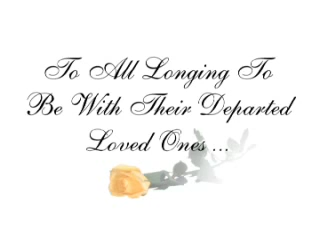 To All Longing To
Be With Their Departed
Loved Ones ...